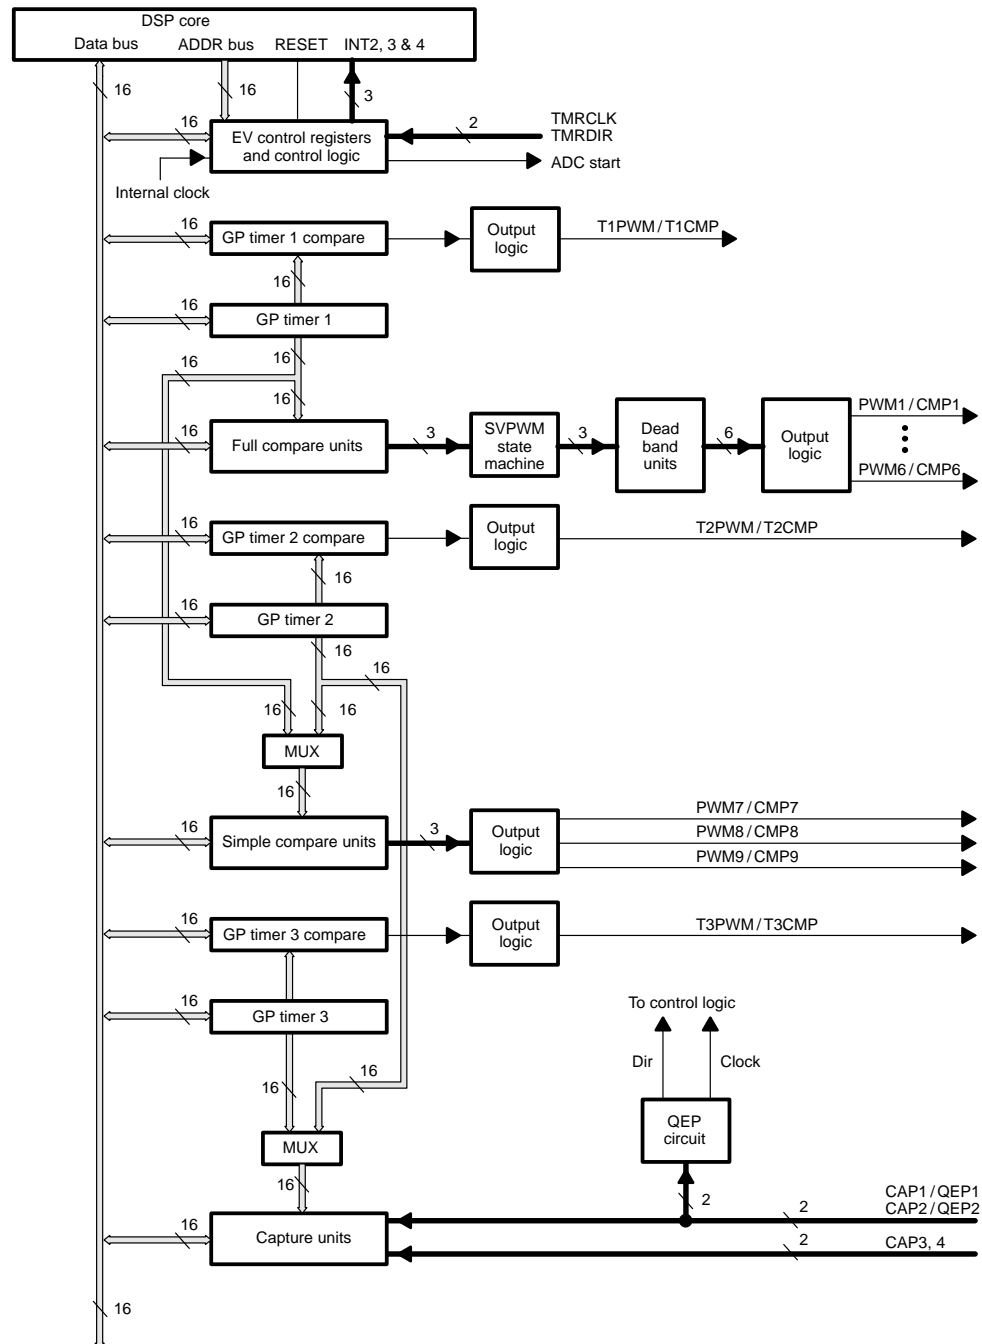 DSP core
Data bus ADDR bus RESET INT2, 3 & 4
16 16 3
16 EV control registers
and control logic
2 TMRCLK
TMRDIR
ADC start
Internal clock
16 GP timer 1 compare
Output
logic
T1PWM / T1CMP
16
16 GP timer 1
16
16
16
16 Full compare units
3
SVPWM
state
machine
3
Dead
band
units
6
Output
logic
PWM1 / CMP1
PWM6 / CMP6
16 GP timer 2 compare
Output
logic
T2PWM / T2CMP
16
16 GP timer 2
16
16
16 16
MUX
16
16 Simple compare units
3
Output
logic
PWM7 / CMP7
PWM8 / CMP8
PWM9 / CMP9
16 GP timer 3 compare
Output
logic
T3PWM / T3CMP
16 GP timer 3
To control logic
Dir Clock
16 16
QEP
circuit
MUX
16
2
2
CAP1 / QEP1
CAP2 / QEP2
16 Capture units
2 CAP3, 4
16